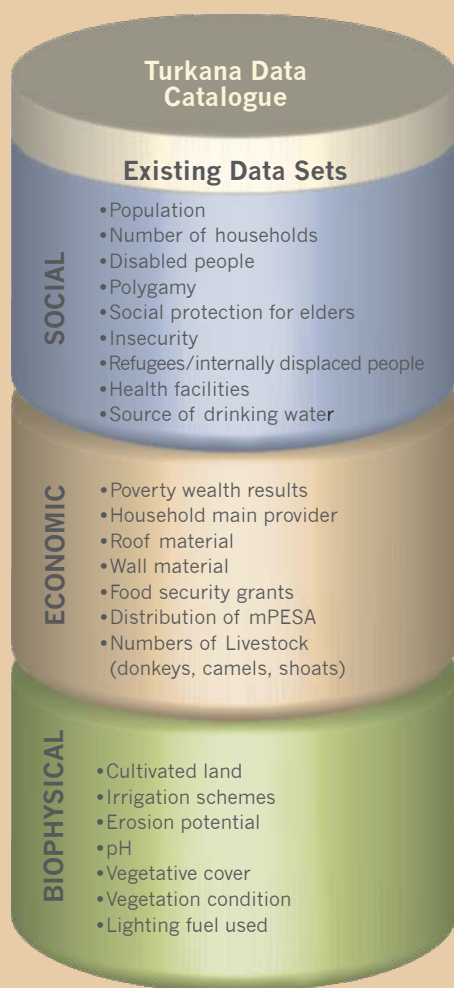 Turkana Data
Catalogue
Existing Data Sets
SOCIAL
•Population
•Number of households
•Disabled people
•Polygamy
•Social protection for elders
•Insecurity
•Refugees/internally displaced people
•Health facilities
•Source of drinking water
ECONOMIC
•Poverty wealth results
•Household main provider
•Roof material
•Wall material
•Food security grants
•Distribution of mPESA
•Numbers of Livestock
(donkeys, camels, shoats)
BIOPHYSICAL
•Cultivated land
•Irrigation schemes
•Erosion potential
•pH
•Vegetative cover
•Vegetation condition
•Lighting fuel used